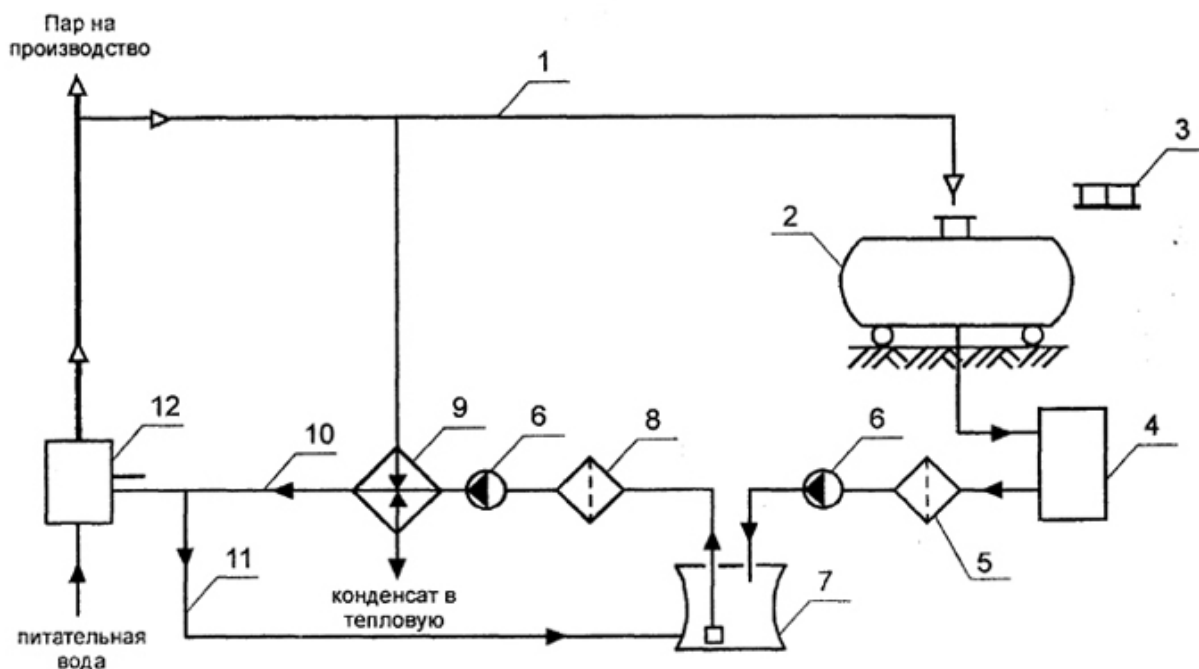 Пар на
производство
1
3
2
12
10
9
6
8
6
4
11
конденсат в
тепловую
7
5
питательная
вода